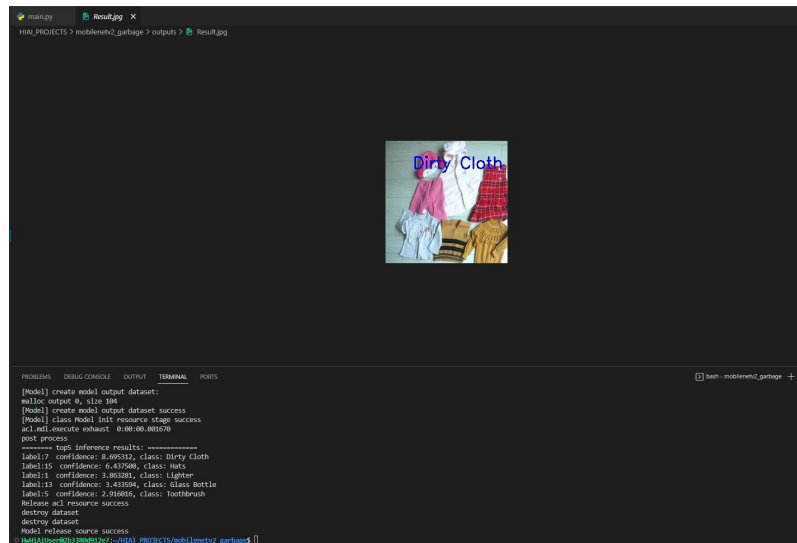 main.py Result.jpg
HIAI_PROJECTS > mobilenetv2_garbage > outputs > Result.jpg
Dirty Cloth
PROBLEMS DEBUG CONSOLE OUTPUT TERMINAL PORTS
bash - mobilenetv2_garbage
[Model] create model output dataset:
malloc output 0, size 104
[Model] create model output dataset success
[Model] class Model init resource stage success
acl.mdl.execute exhaust 0:00:00.001670
post process
======== top5 inference results: =============
label:7 confidence: 8.695312, class: Dirty Cloth
label:15 confidence: 6.437500, class: Hats
label:1 confidence: 3.863281, class: Lighter
label:13 confidence: 3.433594, class: Glass Bottle
label:5 confidence: 2.916016, class: Toothbrush
Release acl resource success
destroy dataset
destroy dataset
Model release source success
HwHiAiUser@2b3380d912e7:~/HIAI_PROJECTS/mobilenetv2_garbage$